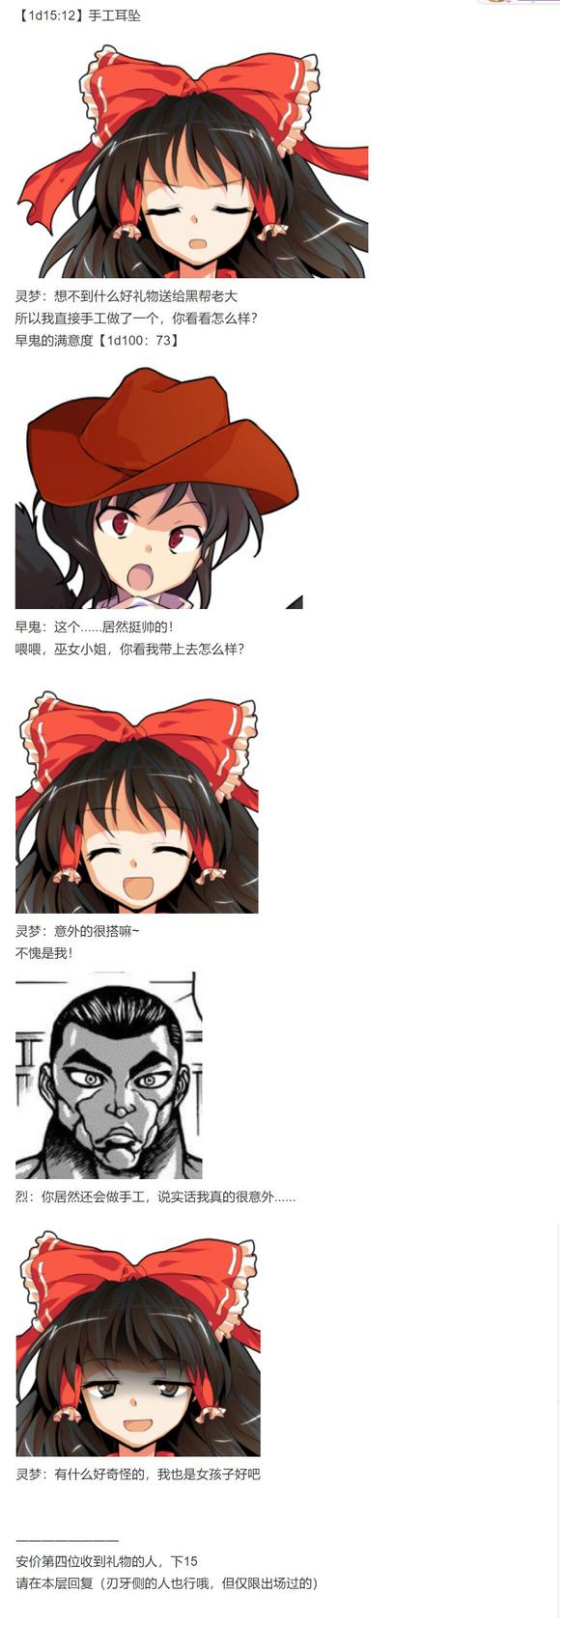 【1d15:12】手工耳坠
灵梦：想不到什么好礼物送给黑帮老大
所以我直接手工做了一个，你看看怎么样？
早鬼的满意度【1d100：73】
早鬼：这个......居然挺帅的！
喂喂，巫女小姐，你看我带上去怎么样？
灵梦：意外的很搭嘛~
不愧是我！
烈：你居然还会做手工，说实话我真的很意外......
灵梦：有什么好奇怪的，我也是女孩子好吧
————————
安价第四位收到礼物的人，下15
请在本层回复（刃牙侧的人也行哦，但仅限出场过的）